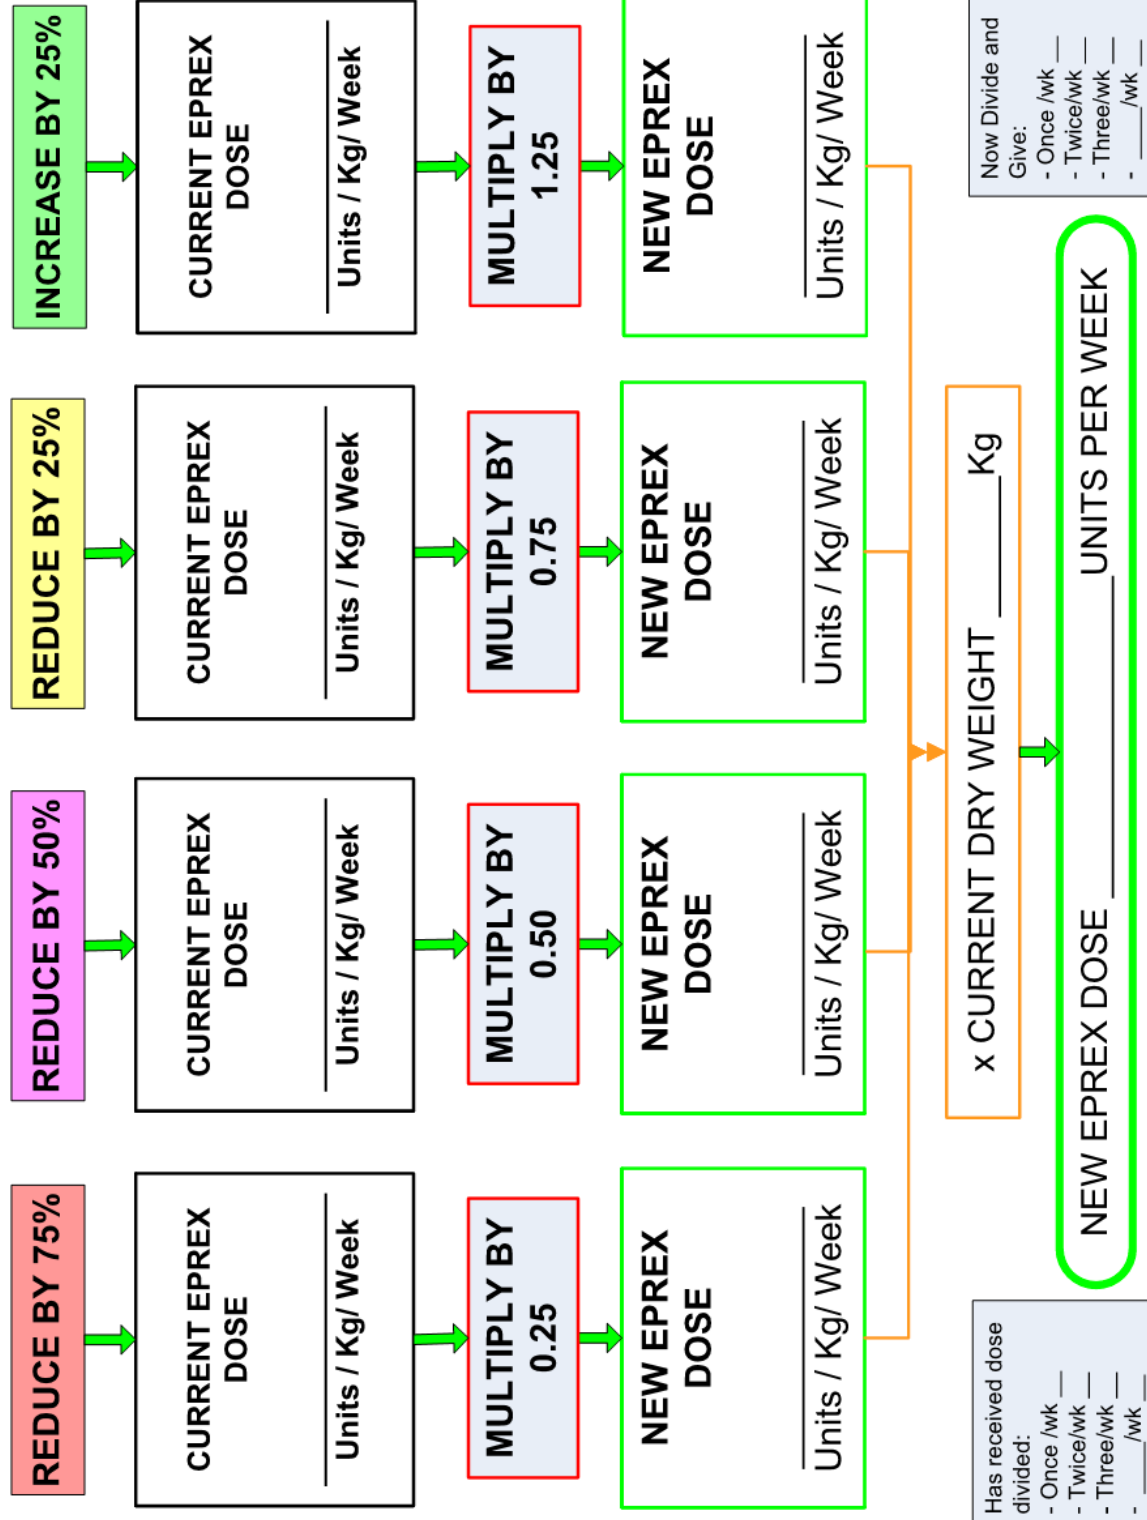 REDUCE BY 75%
CURRENT EPREX
DOSE
Units / Kg/ Week
MULTIPLY BY
0.25
NEW EPREX
DOSE
Units / Kg/ Week
REDUCE BY 50%
CURRENT EPREX
DOSE
Units / Kg/ Week
MULTIPLY BY
0.50
NEW EPREX
DOSE
Units / Kg/ Week
REDUCE BY 25%
CURRENT EPREX
DOSE
Units / Kg/ Week
MULTIPLY BY
0.75
NEW EPREX
DOSE
Units / Kg/ Week
INCREASE BY 25%
CURRENT EPREX
DOSE
Units / Kg/ Week
MULTIPLY BY
1.25
NEW EPREX
DOSE
Units / Kg/ Week
x CURRENT DRY WEIGHT ______Kg
Has received dose
divided:
- Once /wk __
- Twice/wk __
- Three/wk __
- ____/wk __
NEW EPREX DOSE ______________ UNITS PER WEEK
Now Divide and
Give:
- Once /wk __
- Twice/wk __
- Three/wk __
- ____/wk __